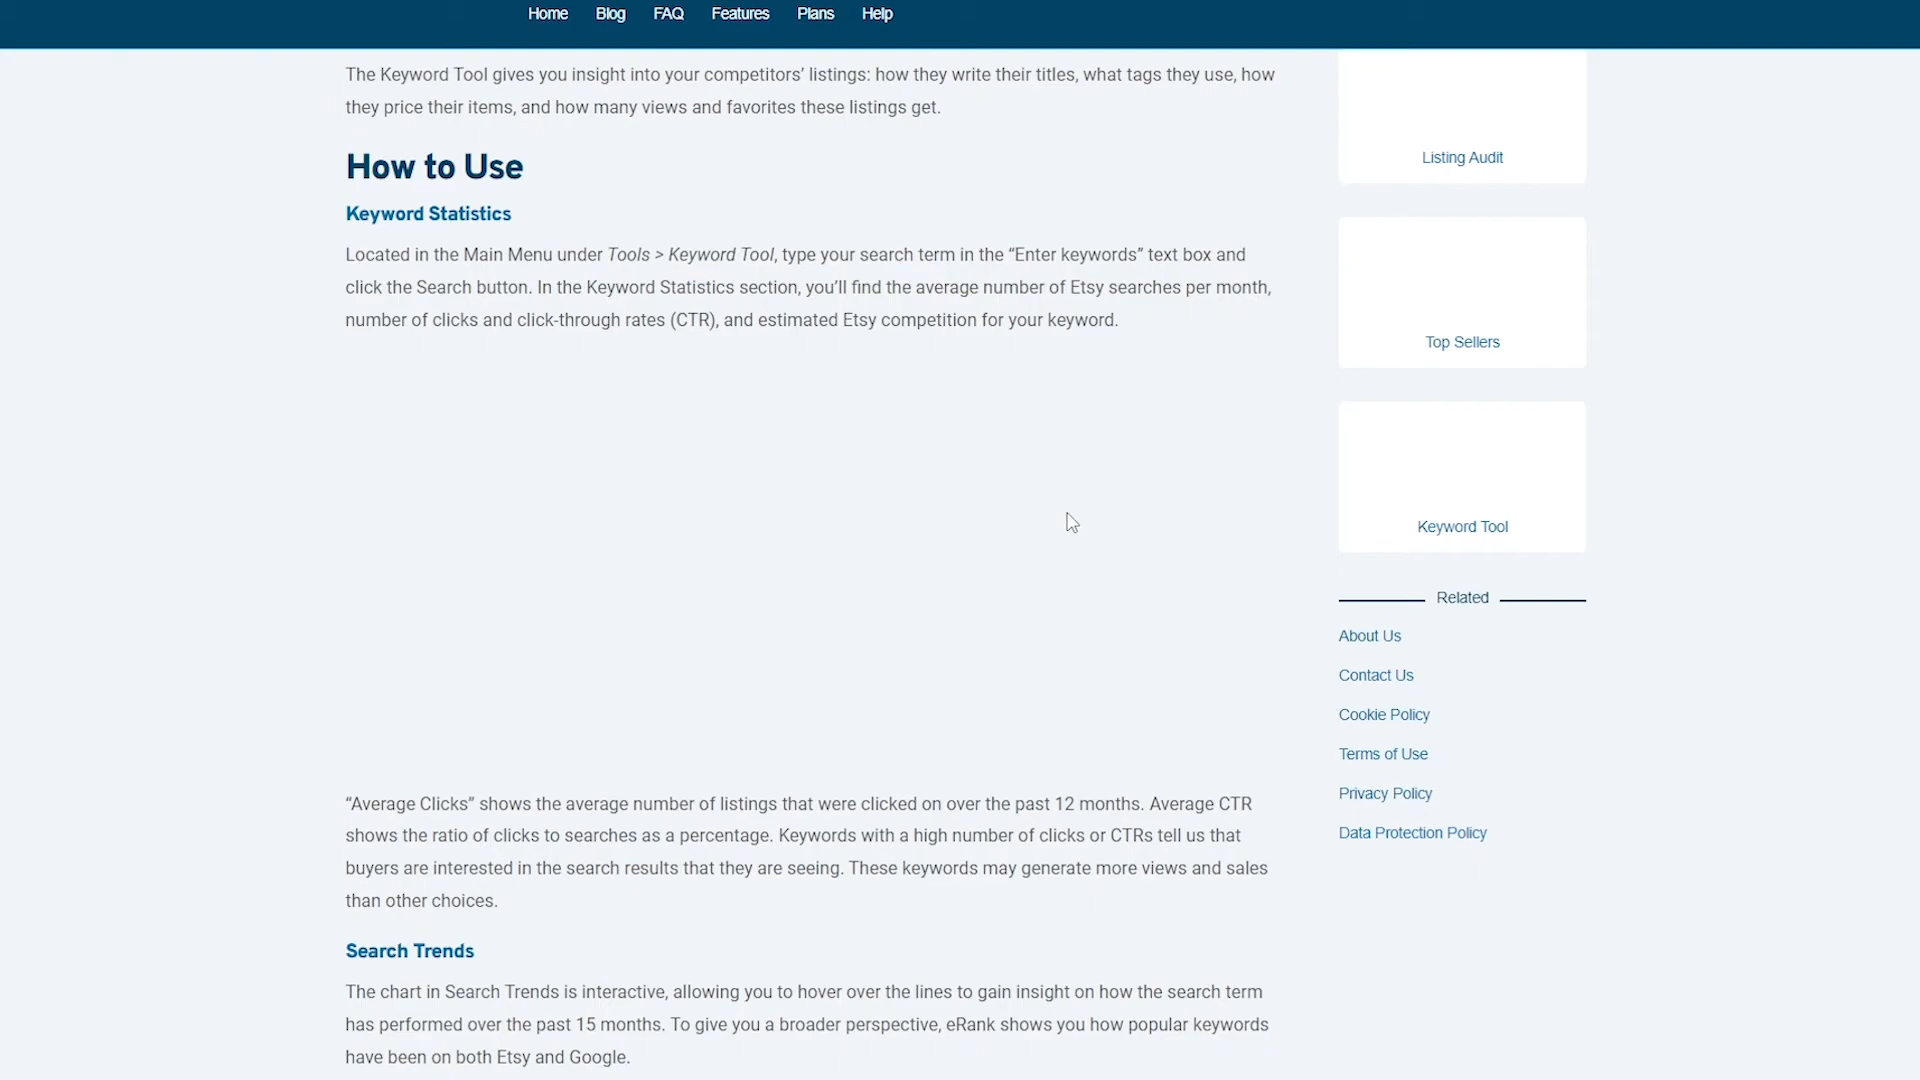 Home Blog FAQ Features Plans Help
The Keyword Tool gives you insight into your competitors’ listings: how they write their titles, what tags they use, how
they price their items, and how many views and favorites these listings get.
How to Use
Keyword Statistics
Located in the Main Menu under Tools > Keyword Tool, type your search term in the “Enter keywords” text box and
click the Search button. In the Keyword Statistics section, you’ll find the average number of Etsy searches per month,
number of clicks and click-through rates (CTR), and estimated Etsy competition for your keyword.
“Average Clicks” shows the average number of listings that were clicked on over the past 12 months. Average CTR
shows the ratio of clicks to searches as a percentage. Keywords with a high number of clicks or CTRs tell us that
buyers are interested in the search results that they are seeing. These keywords may generate more views and sales
than other choices.
Search Trends
The chart in Search Trends is interactive, allowing you to hover over the lines to gain insight on how the search term
has performed over the past 15 months. To give you a broader perspective, eRank shows you how popular keywords
have been on both Etsy and Google.
Listing Audit
Top Sellers
Keyword Tool
Related
About Us
Contact Us
Cookie Policy
Terms of Use
Privacy Policy
Data Protection Policy